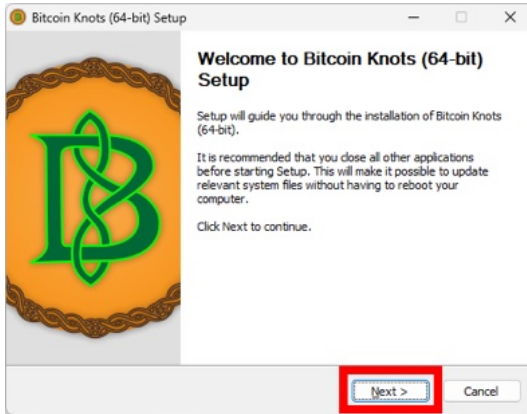 Bitcoin Knots (64-bit) Setup
Welcome to Bitcoin Knots (64-bit)
Setup
Setup will guide you through the installation of Bitcoin Knots
(64-bit).
It is recommended that you close all other applications
before starting Setup. This will make it possible to update
relevant system files without having to reboot your
computer.
Click Next to continue.
Next >
Cancel